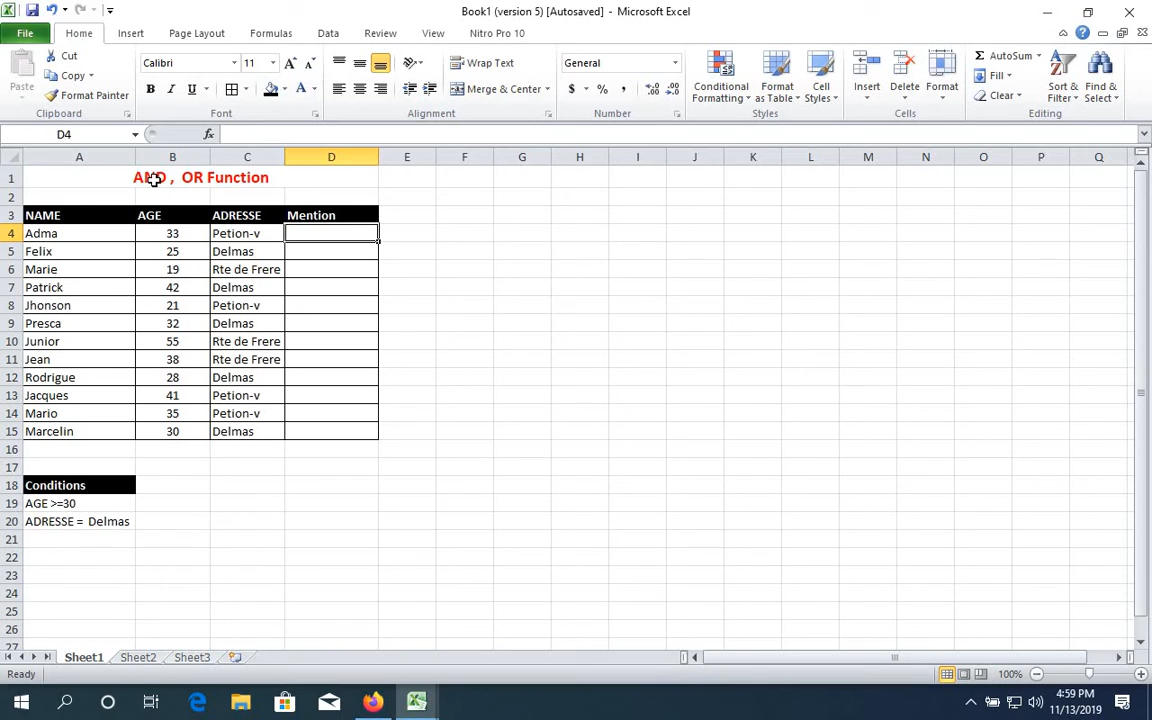 Book1 (version 5) [Autosaved] - Microsoft Excel
File Home Insert Page Layout Formulas Data Review View Nitro Pro 10
Paste Cut Copy Format Painter Clipboard
Calibri 11 B I U A Font
Wrap Text Merge & Center Alignment
General $ % , Number
Conditional Formatting Format as Table Cell Styles Styles
Insert Delete Format Cells
AutoSum Fill Clear Sort & Filter Find & Select Editing
D4 fx
A B C D E F G H I J K L M N O P Q
1 AND , OR Function
2
3 NAME AGE ADRESSE Mention
4 Adma 33 Petion-v
5 Felix 25 Delmas
6 Marie 19 Rte de Frere
7 Patrick 42 Delmas
8 Jhonson 21 Petion-v
9 Presca 32 Delmas
10 Junior 55 Rte de Frere
11 Jean 38 Rte de Frere
12 Rodrigue 28 Delmas
13 Jacques 41 Petion-v
14 Mario 35 Petion-v
15 Marcelin 30 Delmas
16
17
18 Conditions
19 AGE >=30
20 ADRESSE = Delmas
21
22
23
24
25
26
27
Sheet1 Sheet2 Sheet3
Ready 100%
4:59 PM
11/13/2019